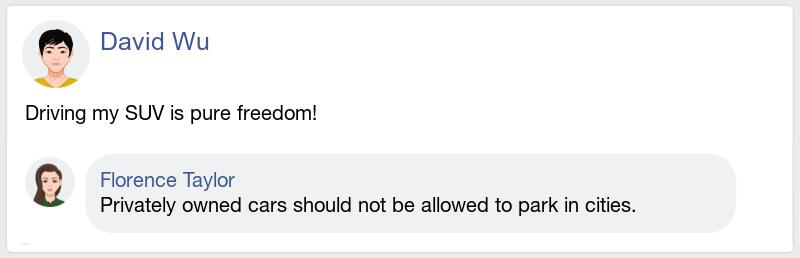 David Wu
Driving my SUV is pure freedom!
Florence Taylor
Privately owned cars should not be allowed to park in cities.